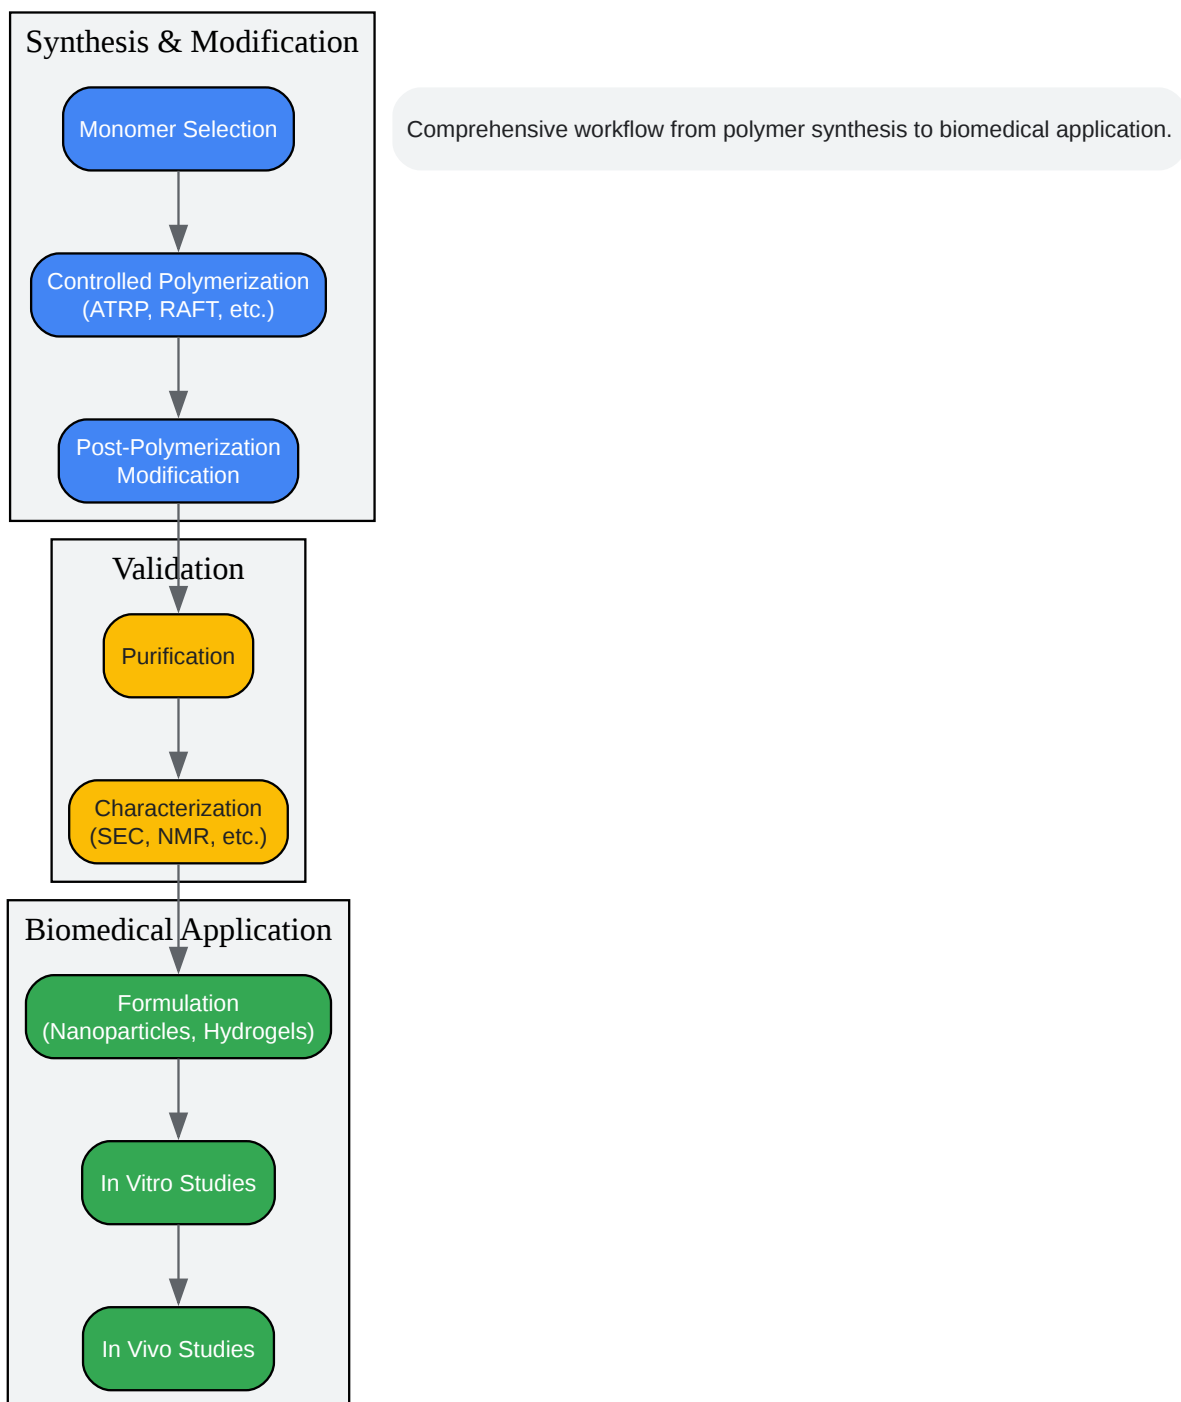 Synthesis & Modification
Monomer Selection
Comprehensive workflow from polymer synthesis to biomedical application.
Controlled Polymerization
(ATRP, RAFT, etc.)
Post-Polymerization
Modification
Validation
Purification
Characterization
(SEC, NMR, etc.)
Biomedical Application
Formulation
(Nanoparticles, Hydrogels)
In Vitro Studies
In Vivo Studies